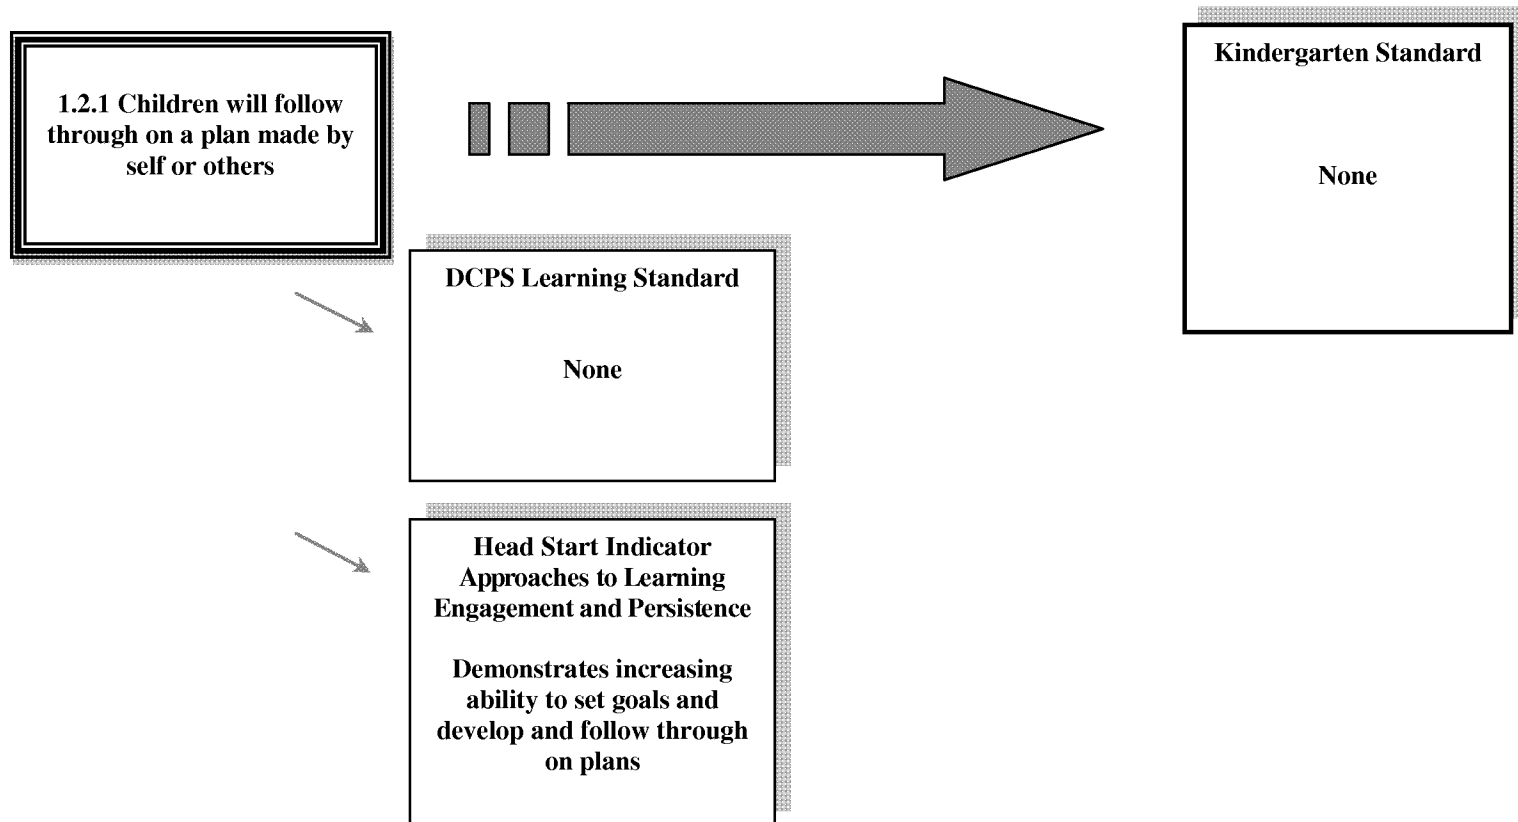 1.2.1 Children will follow
through on a plan made by
self or others
Kindergarten Standard
None
DCPS Learning Standard
None
Head Start Indicator
Approaches to Learning
Engagement and Persistence
Demonstrates increasing
ability to set goals and
develop and follow through
on plans